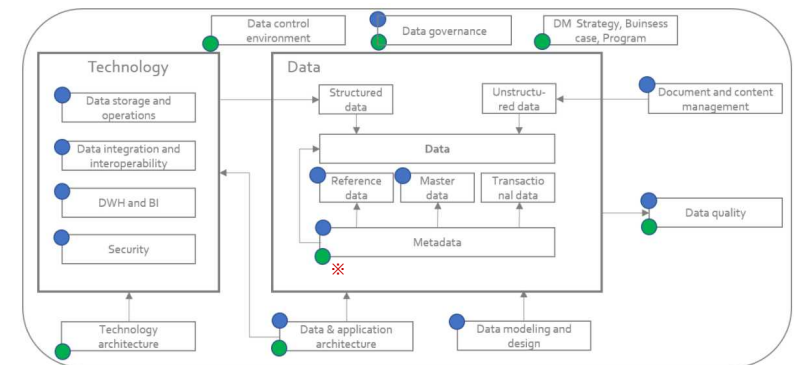 Data control
environment
Data governance
DM Strategy, Buinsess
case, Program
Technology
Data storage and
operations
Data integration and
interoperability
DWH and BI
Security
Data
Structured
data
Unstructu-
red data
Data
Reference
data
Master
data
Transactio
nal data
Metadata
※
Document and content
management
Data quality
Technology
architecture
Data & application
architecture
Data modeling and
design